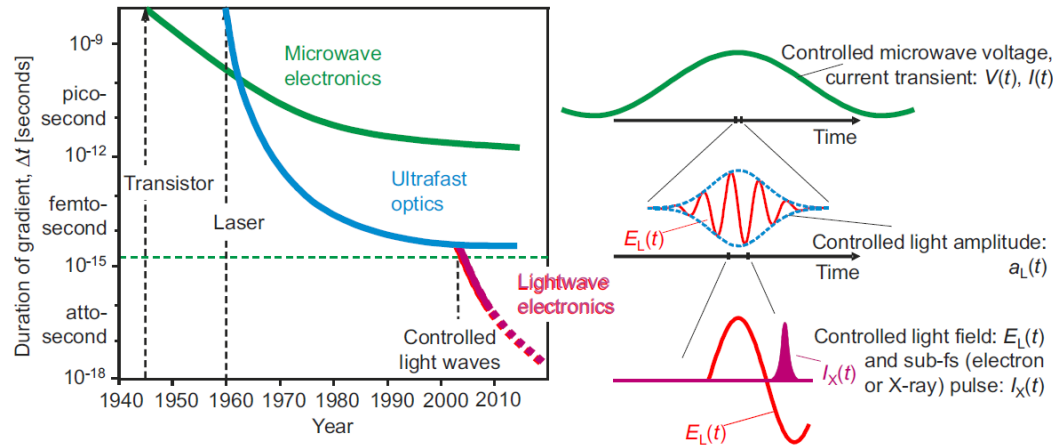 Duration of gradient, Δt [seconds]
10⁻⁹
pico-
second
10⁻¹²
femto-
second
10⁻¹⁵
atto-
second
10⁻¹⁸
Microwave
electronics
Transistor
Laser
Ultrafast
optics
Lightwave
electronics
Controlled
light waves
1940 1950 1960 1970 1980 1990 2000 2010
Year
Controlled microwave voltage,
current transient: V(t), I(t)
Time
E_L(t)
Controlled light amplitude:
a_L(t)
Time
Controlled light field: E_L(t)
and sub-fs (electron
or X-ray) pulse: I_X(t)
I_X(t)
E_L(t)